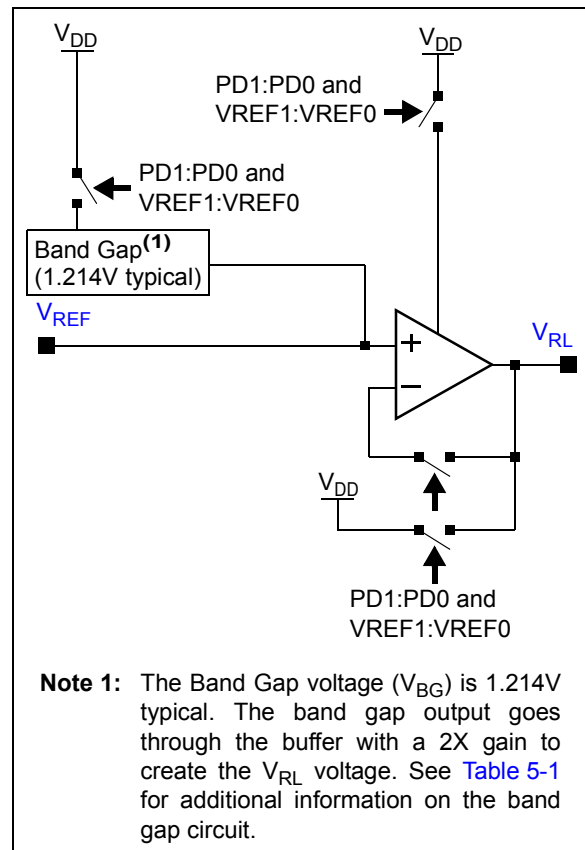 VDD
VDD
PD1:PD0 and
VREF1:VREF0
PD1:PD0 and
VREF1:VREF0
Band Gap(1)
(1.214V typical)
VREF
VRL
+
−
VDD
PD1:PD0 and
VREF1:VREF0
Note 1: The Band Gap voltage (VBG) is 1.214V
typical. The band gap output goes
through the buffer with a 2X gain to
create the VRL voltage. See Table 5-1
for additional information on the band
gap circuit.